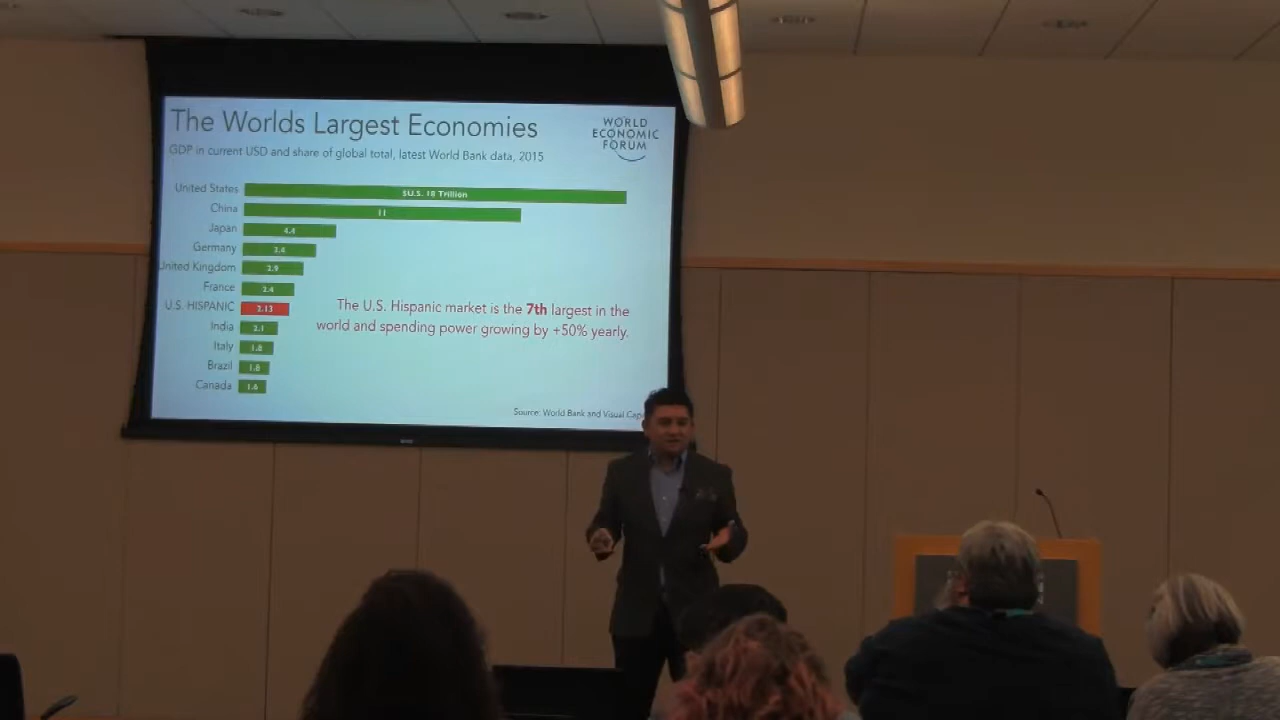 The Worlds Largest Economies
WORLD
ECONOMIC
FORUM
GDP in current USD and share of global total, latest World Bank data, 2015
United States $U.S. 18 Trillion
China 11
Japan 4.4
Germany 3.4
United Kingdom 2.9
France 2.4
U.S. HISPANIC 2.13
India 2.1
Italy 1.8
Brazil 1.8
Canada 1.6
The U.S. Hispanic market is the 7th largest in the
world and spending power growing by +50% yearly.
Source: World Bank and Visual